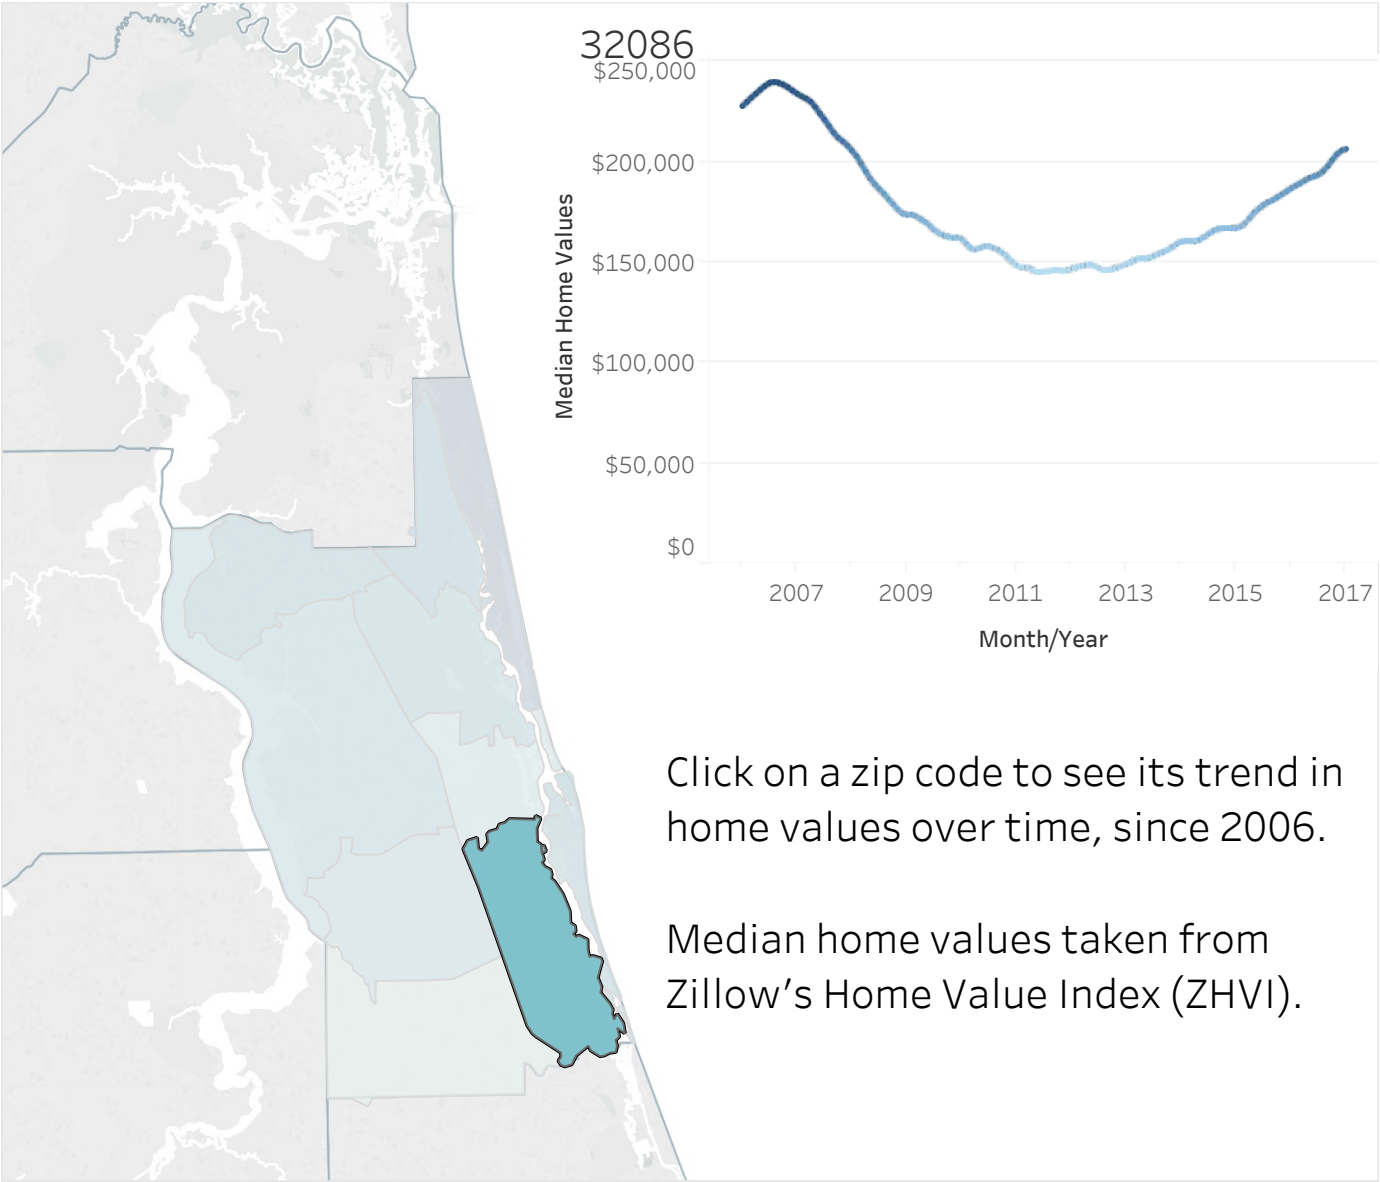 32086
$250,000
$200,000
$150,000
$100,000
$50,000
$0
Median Home Values
2007 2009 2011 2013 2015 2017
Month/Year
Click on a zip code to see its trend in
home values over time, since 2006.
Median home values taken from
Zillow's Home Value Index (ZHVI).